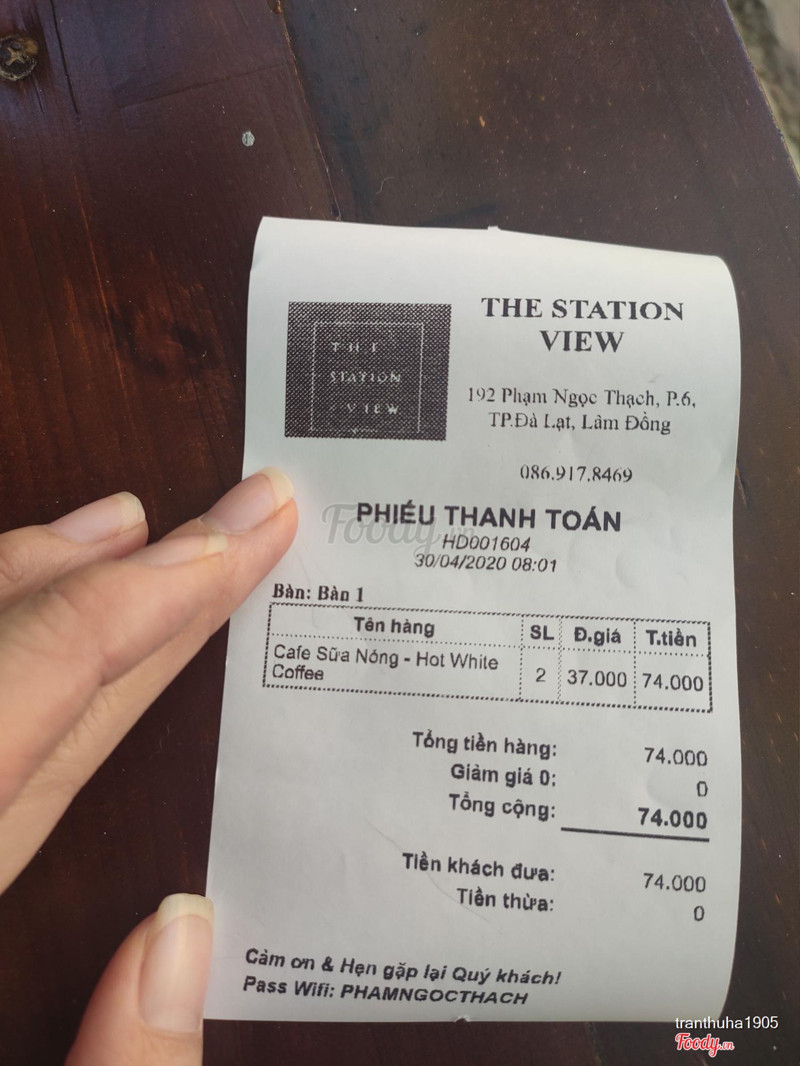 THE STATION
VIEW
THE
STATION
VIEW
192 Phạm Ngọc Thạch, P.6,
TP.Đà Lạt, Lâm Đồng
086.917.8469
PHIẾU THANH TOÁN
Foody.vn
HD001604
30/04/2020 08:01
Bàn: Bàn 1
Tên hàng SL Đ.giá T.tiền
Cafe Sữa Nóng - Hot White
Coffee 2 37.000 74.000
Tổng tiền hàng: 74.000
Giảm giá 0: 0
Tổng cộng: 74.000
Tiền khách đưa: 74.000
Tiền thừa: 0
Cảm ơn & Hẹn gặp lại Quý khách!
Pass Wifi: PHAMNGOCTHACH
tranthuha1905
Foody.vn